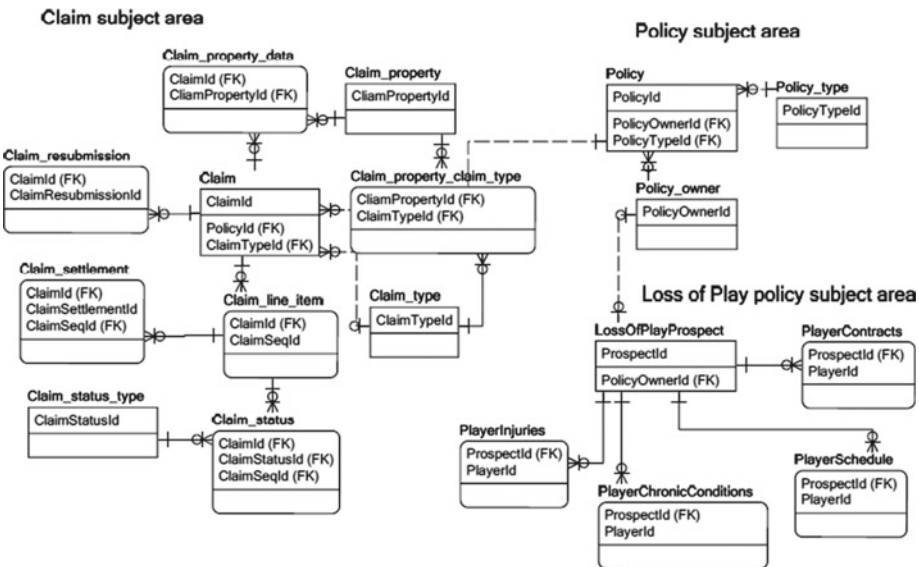 Claim subject area
Claim_property_data
ClaimId (FK)
CliamPropertyId (FK)
Claim_property
CliamPropertyId
Claim_resubmission
ClaimId (FK)
ClaimResubmissionId
Claim
ClaimId
PolicyId (FK)
ClaimTypeId (FK)
Claim_property_claim_type
CliamPropertyId (FK)
ClaimTypeId (FK)
Claim_settlement
ClaimId (FK)
ClaimSettlementId
ClaimSeqId (FK)
Claim_line_item
ClaimId (FK)
ClaimSeqId
Claim_type
ClaimTypeId
Claim_status_type
ClaimStatusId
Claim_status
ClaimId (FK)
ClaimStatusId (FK)
ClaimSeqId (FK)
Policy subject area
Policy
PolicyId
PolicyOwnerId (FK)
PolicyTypeId (FK)
Policy_type
PolicyTypeId
Policy_owner
PolicyOwnerId
Loss of Play policy subject area
LossOfPlayProspect
ProspectId
PolicyOwnerId (FK)
PlayerContracts
ProspectId (FK)
PlayerId
PlayerInjuries
ProspectId (FK)
PlayerId
PlayerChronicConditions
ProspectId (FK)
PlayerId
PlayerSchedule
ProspectId (FK)
PlayerId